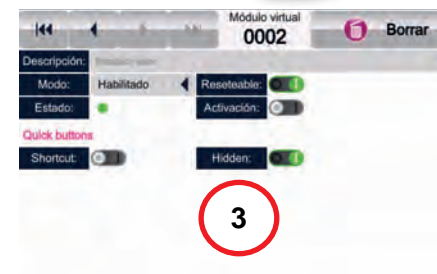 Módulo virtual
0002
Borrar
Descripción:
Modo: Habilitado Reseteable:
Estado: Activación:
Quick buttons
Shortcut: Hidden:
3